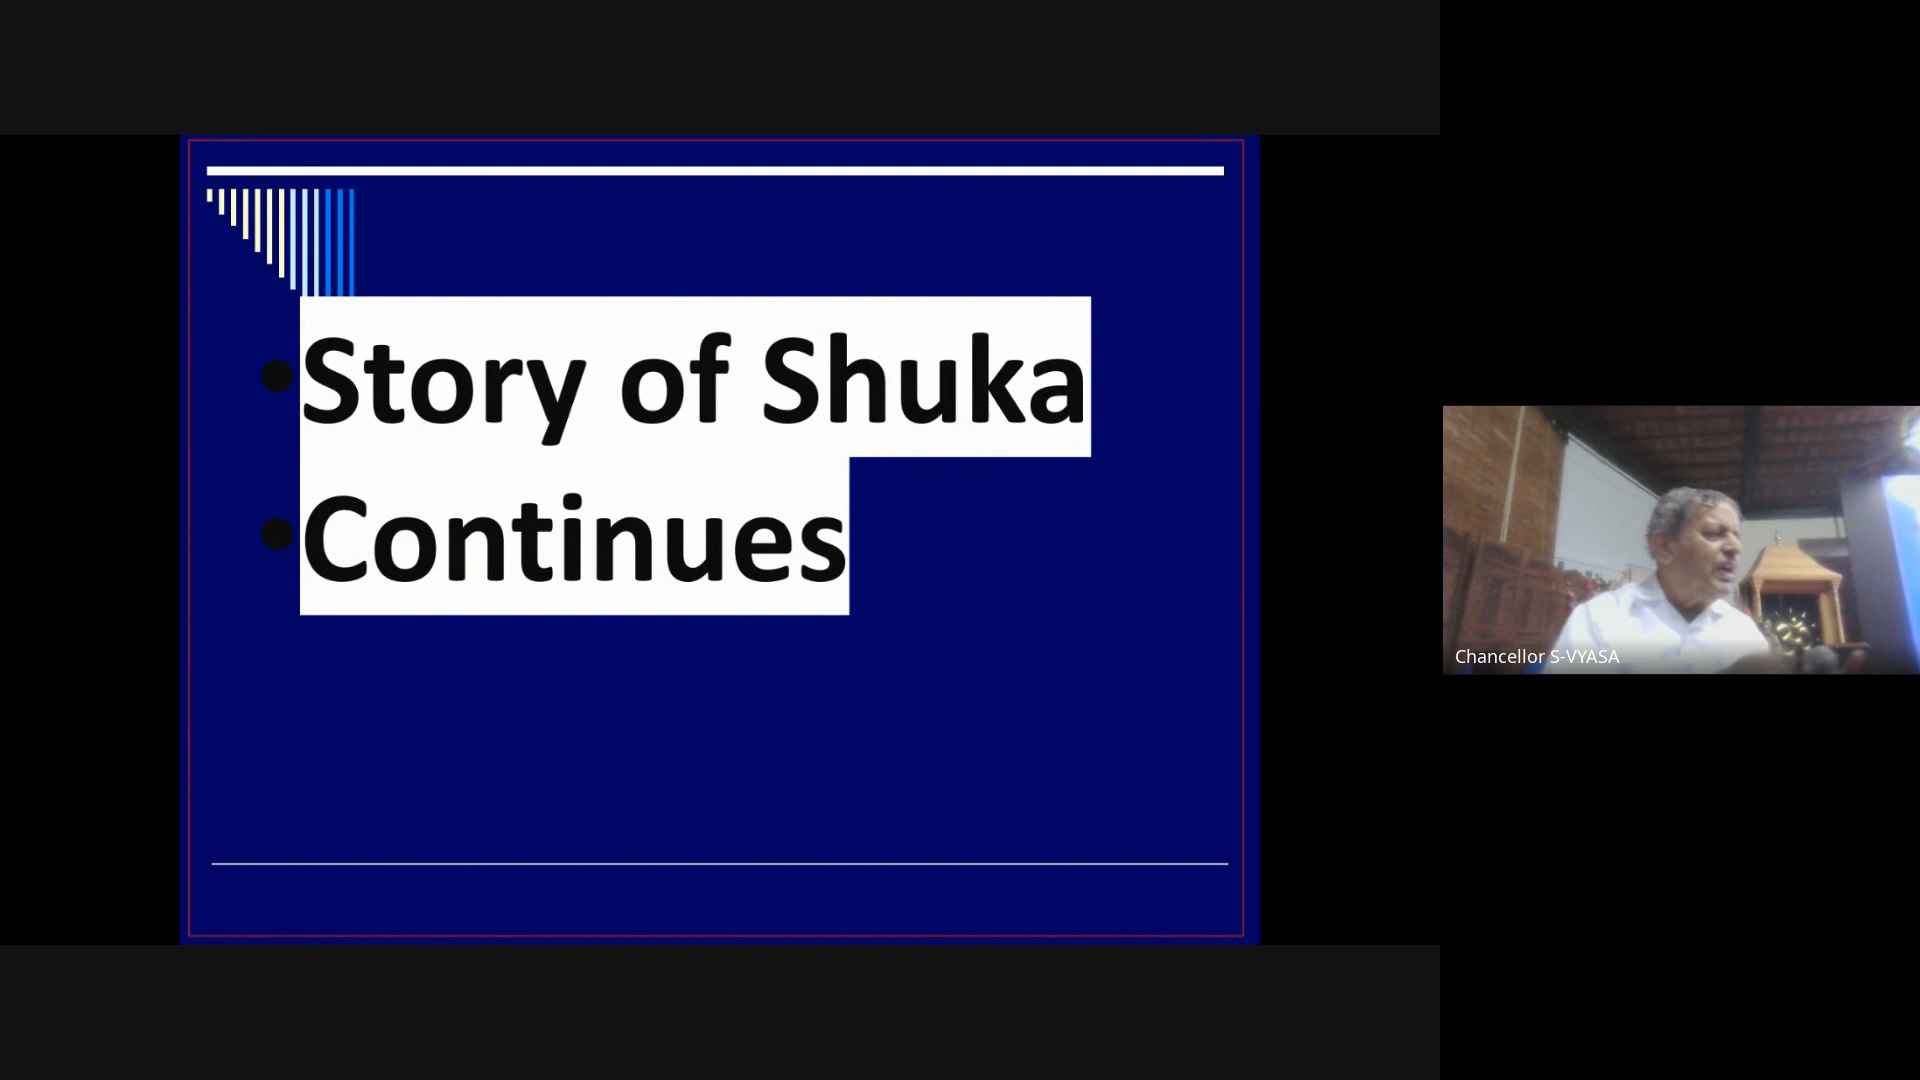 • Story of Shuka
• Continues
Chancellor S-VYASA